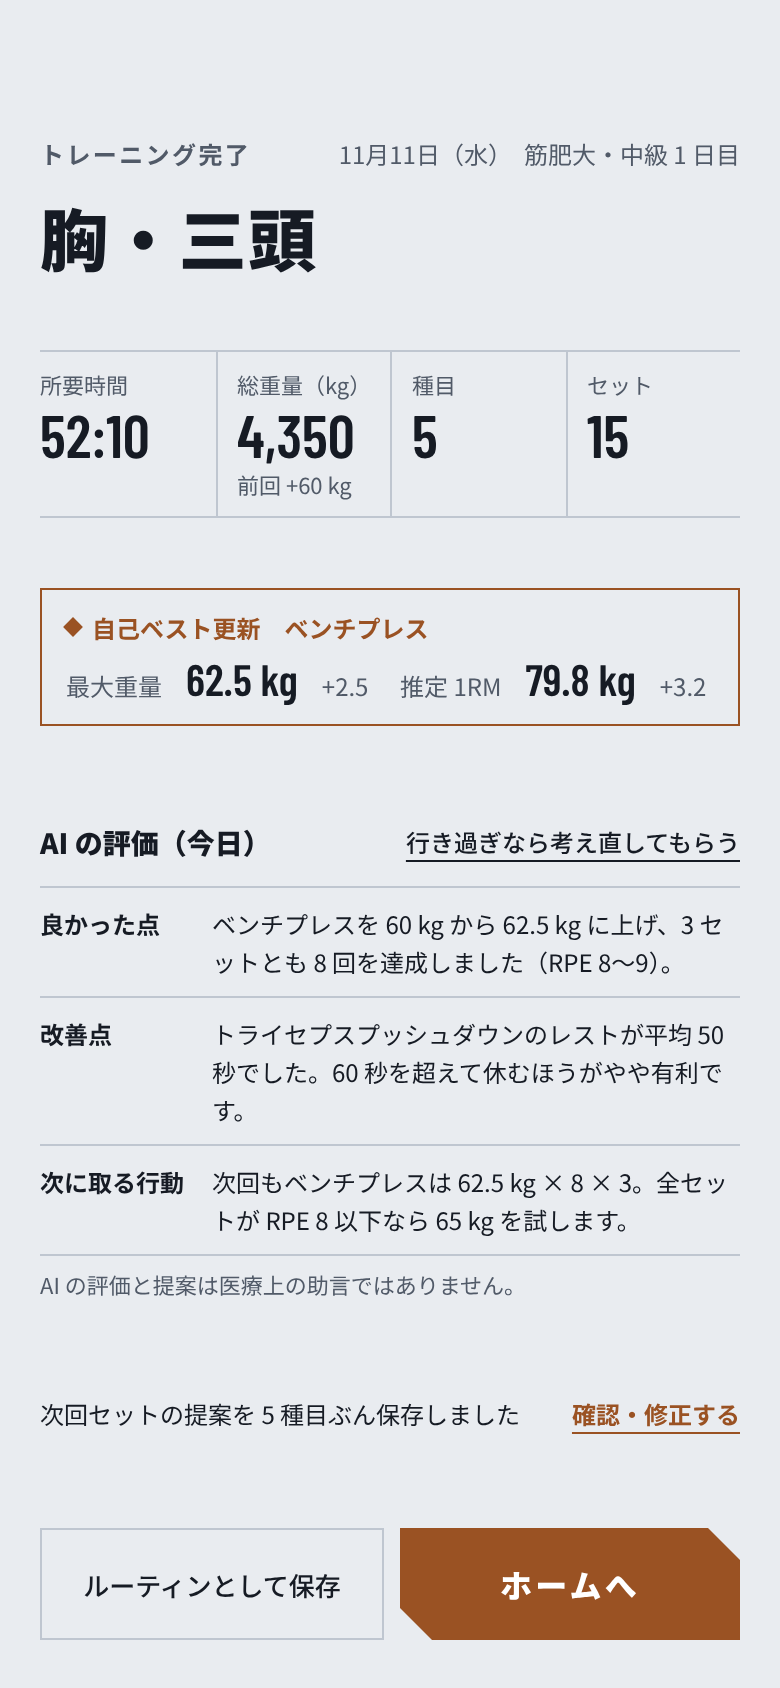 トレーニング完了 11月11日（水） 筋肥大・中級 1 日目
胸・三頭
所要時間 総重量（kg） 種目 セット
52:10 4,350 5 15
前回 +60 kg
◆ 自己ベスト更新 ベンチプレス
最大重量 62.5 kg +2.5 推定 1RM 79.8 kg +3.2
AI の評価（今日） 行き過ぎなら考え直してもらう
良かった点 ベンチプレスを 60 kg から 62.5 kg に上げ、3 セ
ットとも 8 回を達成しました（RPE 8〜9）。
改善点 トライセプスプッシュダウンのレストが平均 50
秒でした。60 秒を超えて休むほうがやや有利で
す。
次に取る行動 次回もベンチプレスは 62.5 kg × 8 × 3。全セッ
トが RPE 8 以下なら 65 kg を試します。
AI の評価と提案は医療上の助言ではありません。
次回セットの提案を 5 種目ぶん保存しました 確認・修正する
ルーティンとして保存 ホームへ